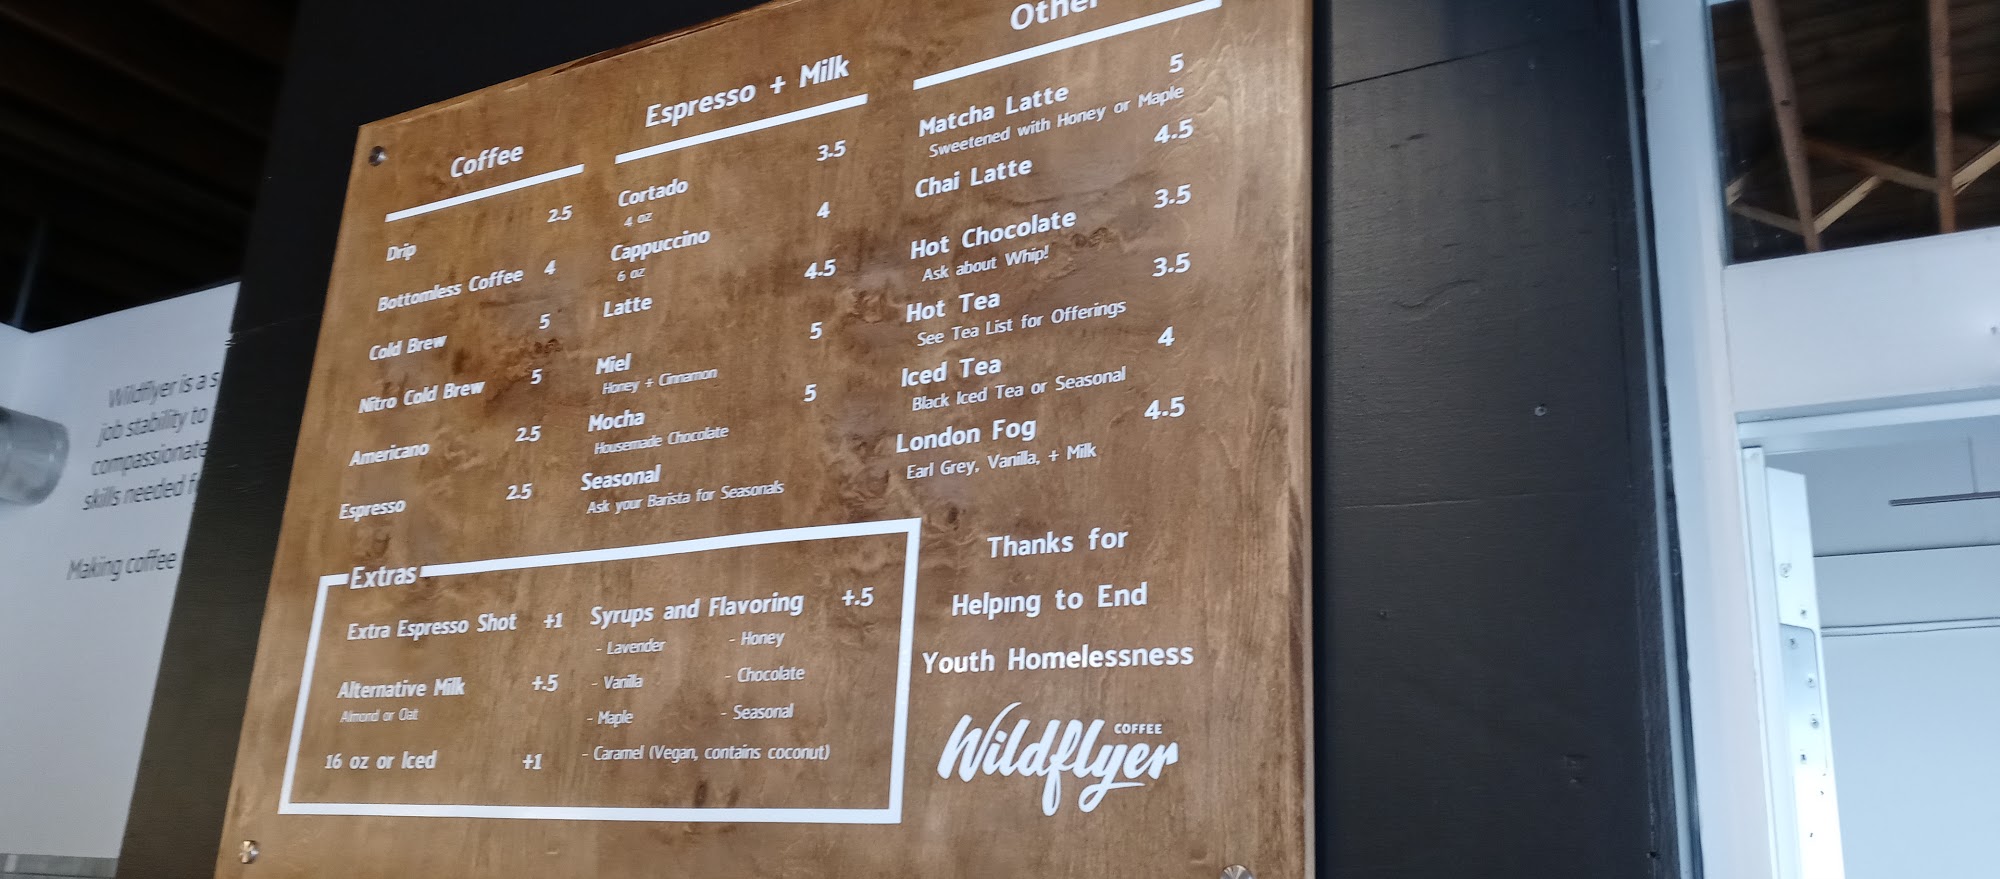 Wildflyer is a
job stability to
compassionate
skills needed
Making coffee
Coffee
Drip 2.5
Bottomless Coffee 4
Cold Brew 5
Nitro Cold Brew 5
Americano 2.5
Espresso 2.5
Espresso + Milk
Cortado 3.5
4 oz
Cappuccino 4
6 oz
Latte 4.5
Miel 5
Honey + Cinnamon
Mocha 5
Housemade Chocolate
Seasonal
Ask your Barista for Seasonals
Other
Matcha Latte 5
Sweetened with Honey or Maple
Chai Latte 4.5
Hot Chocolate 3.5
Ask about Whip!
Hot Tea 3.5
See Tea List for Offerings
Iced Tea 4
Black Iced Tea or Seasonal
London Fog 4.5
Earl Grey, Vanilla, + Milk
Extras
Extra Espresso Shot +1
Alternative Milk +.5
Almond or Oat
16 oz or Iced +1
Syrups and Flavoring +.5
- Lavender
- Honey
- Vanilla
- Chocolate
- Maple
- Seasonal
- Caramel (Vegan, contains coconut)
Thanks for
Helping to End
Youth Homelessness
Wildflyer COFFEE